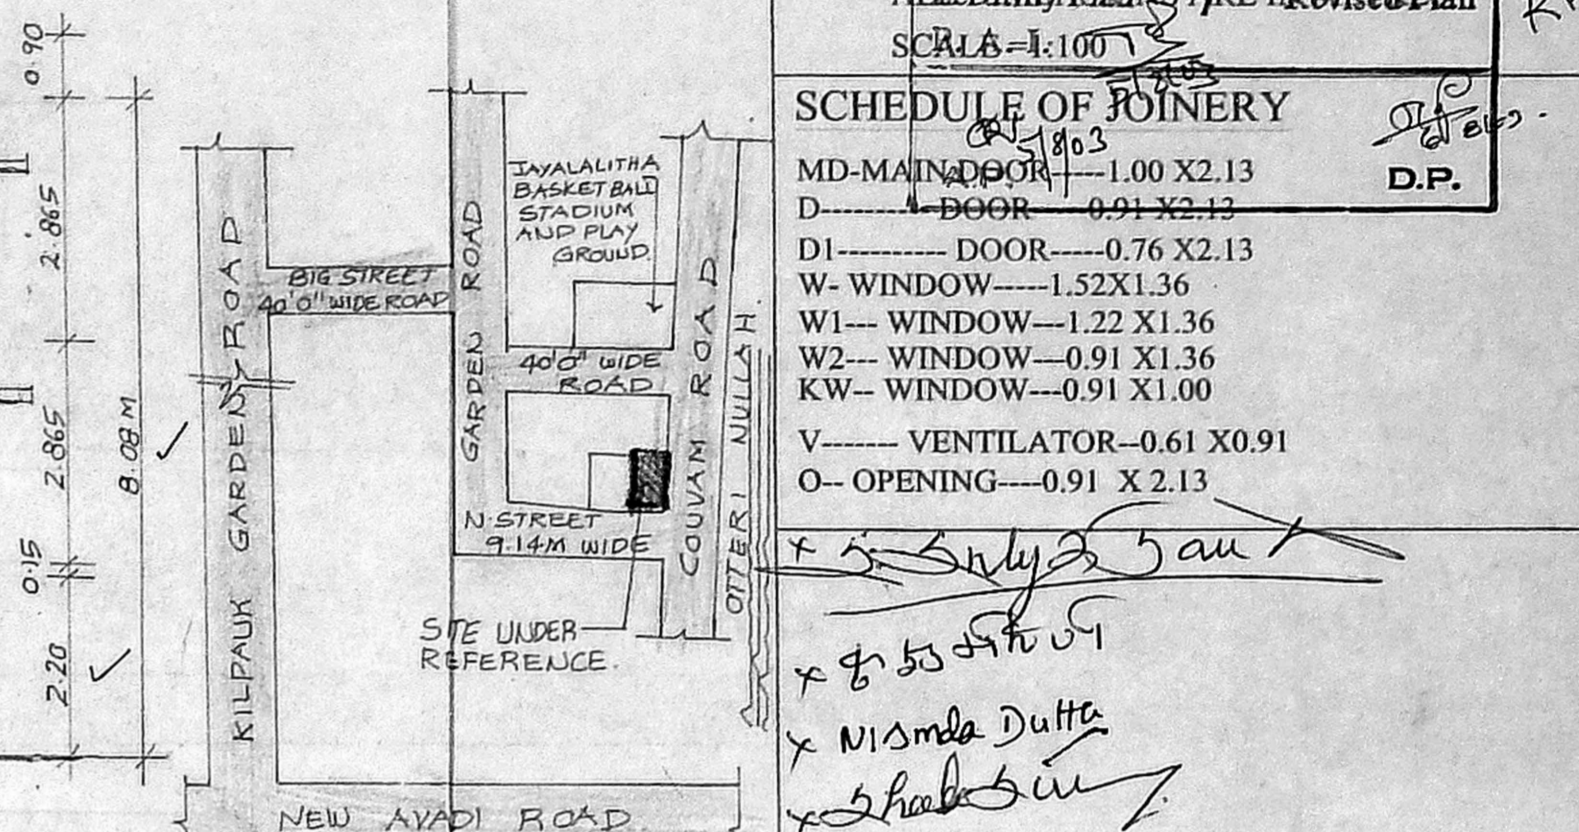 0.90
2.865
2.865
0.15
2.20
8.08 M
KILPAUK GARDEN ROAD
BIG STREET
40'0" WIDE ROAD
GARDEN ROAD
JAYALALITHA
BASKET BALL
STADIUM
AND PLAY
GROUND.
40'0" WIDE
ROAD
COUVAM ROAD
OTTERI NULLAH
N. STREET
9.14M WIDE
SITE UNDER
REFERENCE.
NEW AVADI ROAD
Revised Plan
SCALE=1:100
SCHEDULE OF JOINERY
5/8/03
MD-MAIN DOOR-----1.00 X2.13
D.P.
D----------DOOR-----0.91 X2.13
D1---------- DOOR-----0.76 X2.13
W- WINDOW-----1.52X1.36
W1--- WINDOW---1.22 X1.36
W2--- WINDOW---0.91 X1.36
KW-- WINDOW---0.91 X1.00
V------- VENTILATOR--0.61 X0.91
O-- OPENING----0.91 X 2.13
Dutta